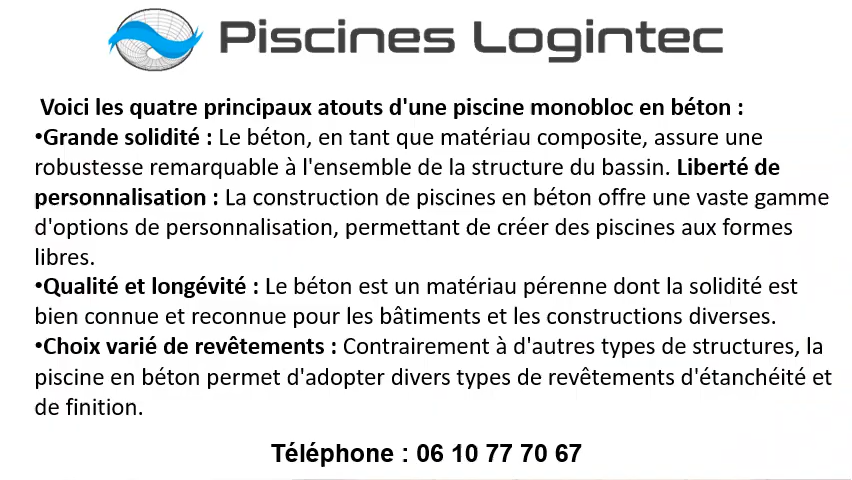 Piscines Logintec
Voici les quatre principaux atouts d'une piscine monobloc en béton :
•Grande solidité : Le béton, en tant que matériau composite, assure une
robustesse remarquable à l'ensemble de la structure du bassin. Liberté de
personnalisation : La construction de piscines en béton offre une vaste gamme
d'options de personnalisation, permettant de créer des piscines aux formes
libres.
•Qualité et longévité : Le béton est un matériau pérenne dont la solidité est
bien connue et reconnue pour les bâtiments et les constructions diverses.
•Choix varié de revêtements : Contrairement à d'autres types de structures, la
piscine en béton permet d'adopter divers types de revêtements d'étanchéité et
de finition.
Téléphone : 06 10 77 70 67